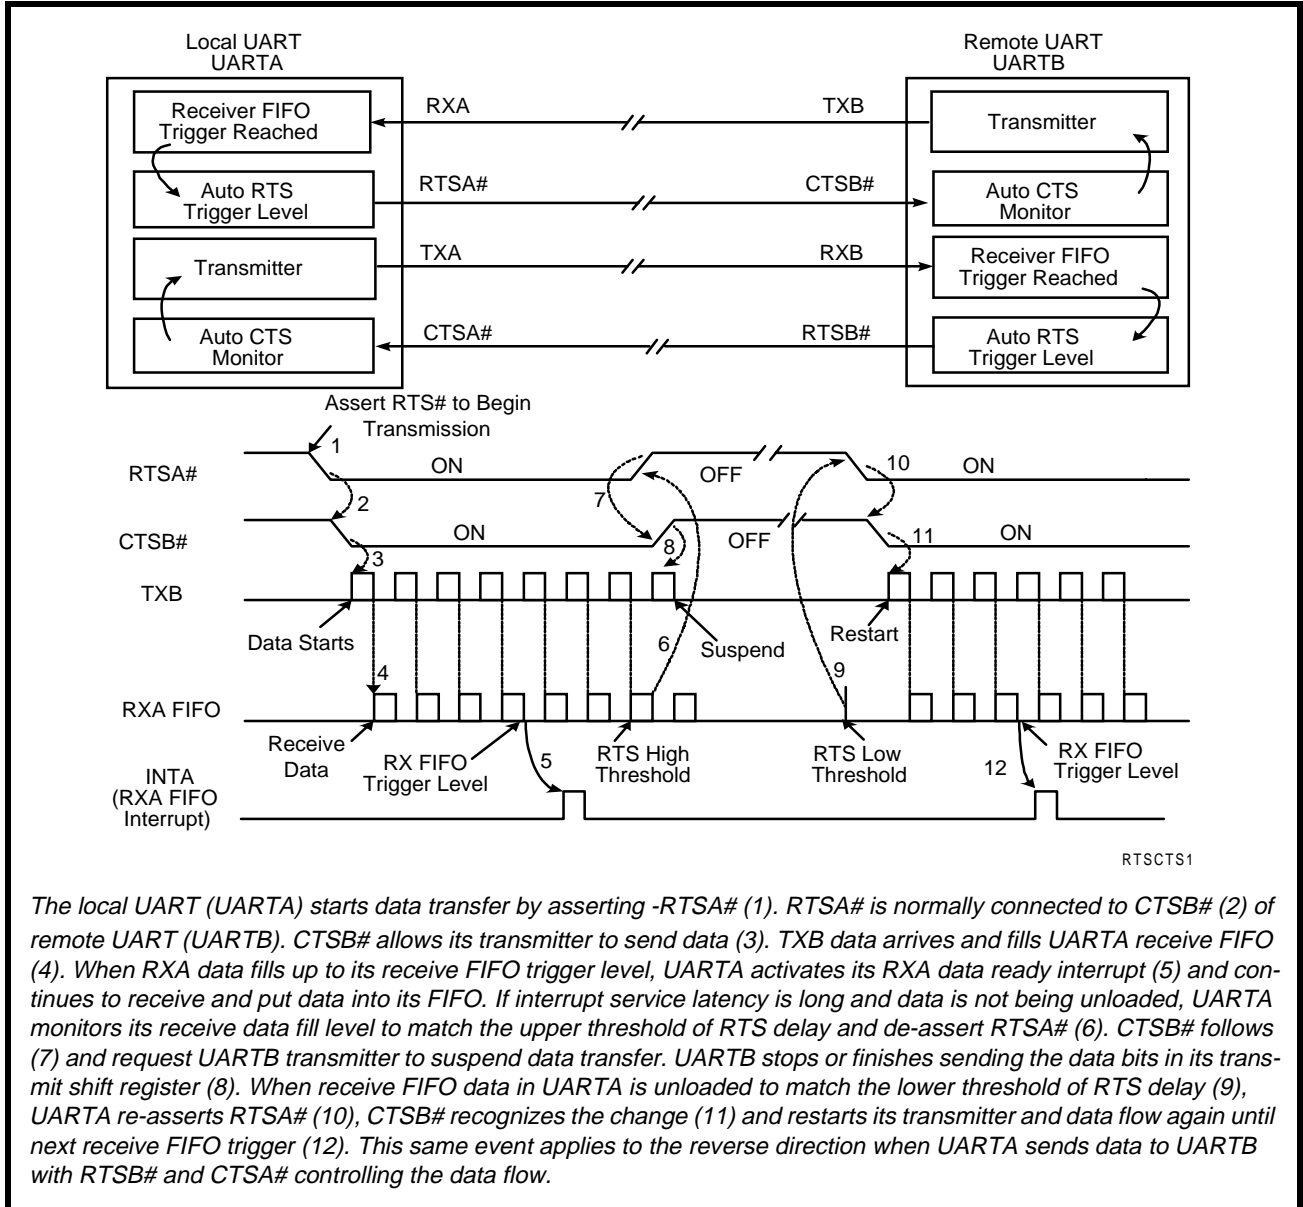 Local UART
UARTA
Remote UART
UARTB
Receiver FIFO
Trigger Reached
RXA
TXB
Transmitter
Auto RTS
Trigger Level
RTSA#
CTSB#
Auto CTS
Monitor
Transmitter
TXA
RXB
Receiver FIFO
Trigger Reached
Auto CTS
Monitor
CTSA#
RTSB#
Auto RTS
Trigger Level
Assert RTS# to Begin
Transmission
1
RTSA#
ON
7
OFF
10
ON
2
CTSB#
ON
8
OFF
11
ON
3
TXB
Data Starts
6
Suspend
Restart
4
9
RXA FIFO
Receive
Data
RX FIFO
Trigger Level
5
RTS High
Threshold
RTS Low
Threshold
12
RX FIFO
Trigger Level
INTA
(RXA FIFO
Interrupt)
RTSCTS1
The local UART (UARTA) starts data transfer by asserting -RTSA# (1). RTSA# is normally connected to CTSB# (2) of
remote UART (UARTB). CTSB# allows its transmitter to send data (3). TXB data arrives and fills UARTA receive FIFO
(4). When RXA data fills up to its receive FIFO trigger level, UARTA activates its RXA data ready interrupt (5) and con-
tinues to receive and put data into its FIFO. If interrupt service latency is long and data is not being unloaded, UARTA
monitors its receive data fill level to match the upper threshold of RTS delay and de-assert RTSA# (6). CTSB# follows
(7) and request UARTB transmitter to suspend data transfer. UARTB stops or finishes sending the data bits in its trans-
mit shift register (8). When receive FIFO data in UARTA is unloaded to match the lower threshold of RTS delay (9),
UARTA re-asserts RTSA# (10), CTSB# recognizes the change (11) and restarts its transmitter and data flow again until
next receive FIFO trigger (12). This same event applies to the reverse direction when UARTA sends data to UARTB
with RTSB# and CTSA# controlling the data flow.